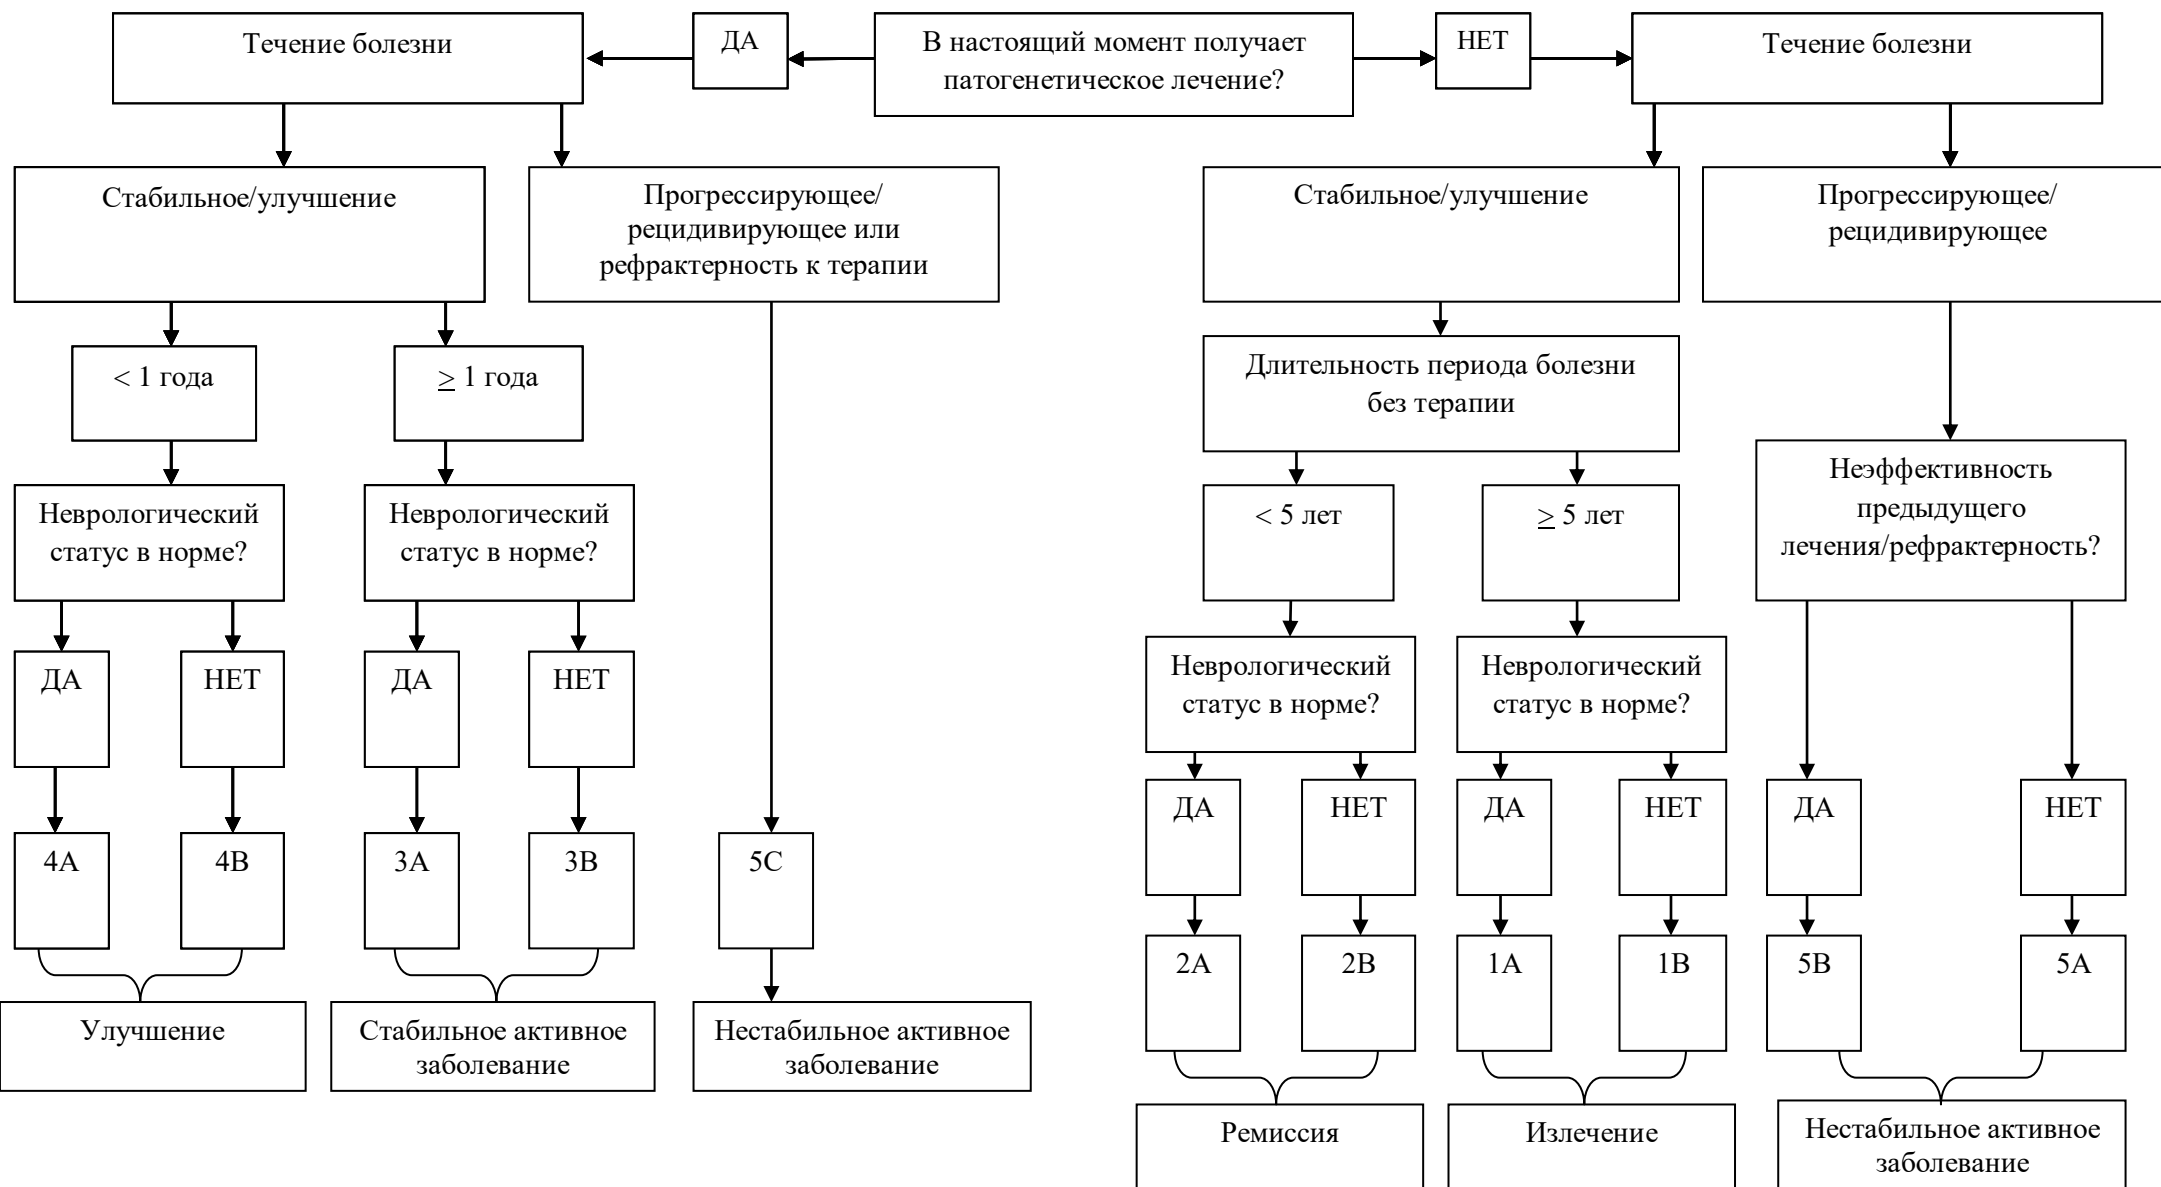 Течение болезни
ДА
В настоящий момент получает
патогенетическое лечение?
НЕТ
Течение болезни
Стабильное/улучшение
Прогрессирующее/
рецидивирующее или
рефрактерность к терапии
Стабильное/улучшение
Прогрессирующее/
рецидивирующее
< 1 года
≥ 1 года
Длительность периода болезни
без терапии
Неврологический
статус в норме?
Неврологический
статус в норме?
< 5 лет
≥ 5 лет
Неэффективность
предыдущего
лечения/рефрактерность?
ДА
НЕТ
ДА
НЕТ
Неврологический
статус в норме?
Неврологический
статус в норме?
ДА
НЕТ
ДА
НЕТ
ДА
НЕТ
4А
4В
3А
3В
5С
2А
2В
1А
1В
5В
5А
Улучшение
Стабильное активное
заболевание
Нестабильное активное
заболевание
Ремиссия
Излечение
Нестабильное активное
заболевание